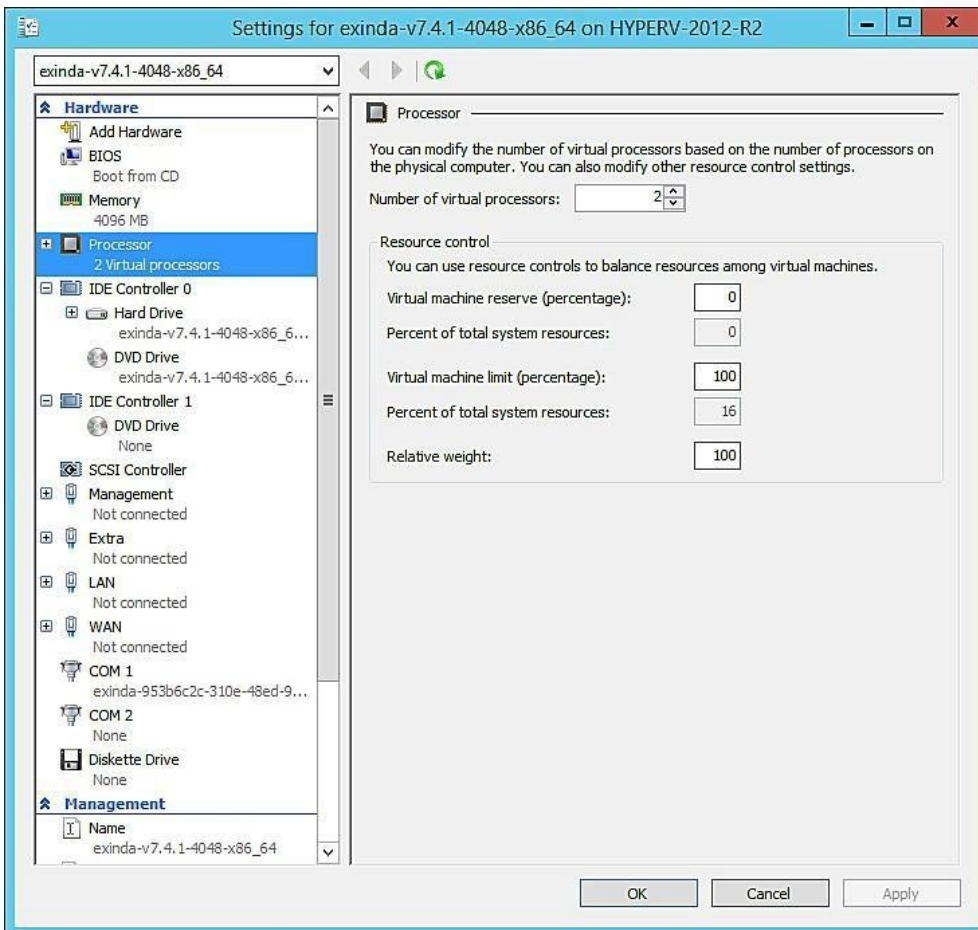 Settings for exinda-v7.4.1-4048-x86_64 on HYPERV-2012-R2
exinda-v7.4.1-4048-x86_64
Hardware
Add Hardware
BIOS
Boot from CD
Memory
4096 MB
Processor
2 Virtual processors
IDE Controller 0
Hard Drive
exinda-v7.4.1-4048-x86_6...
DVD Drive
exinda-v7.4.1-4048-x86_6...
IDE Controller 1
DVD Drive
None
SCSI Controller
Management
Not connected
Extra
Not connected
LAN
Not connected
WAN
Not connected
COM 1
exinda-953b6c2c-310e-48ed-9...
COM 2
None
Diskette Drive
None
Management
Name
exinda-v7.4.1-4048-x86_64
Processor
You can modify the number of virtual processors based on the number of processors on
the physical computer. You can also modify other resource control settings.
Number of virtual processors: 2
Resource control
You can use resource controls to balance resources among virtual machines.
Virtual machine reserve (percentage): 0
Percent of total system resources: 0
Virtual machine limit (percentage): 100
Percent of total system resources: 16
Relative weight: 100
OK Cancel Apply